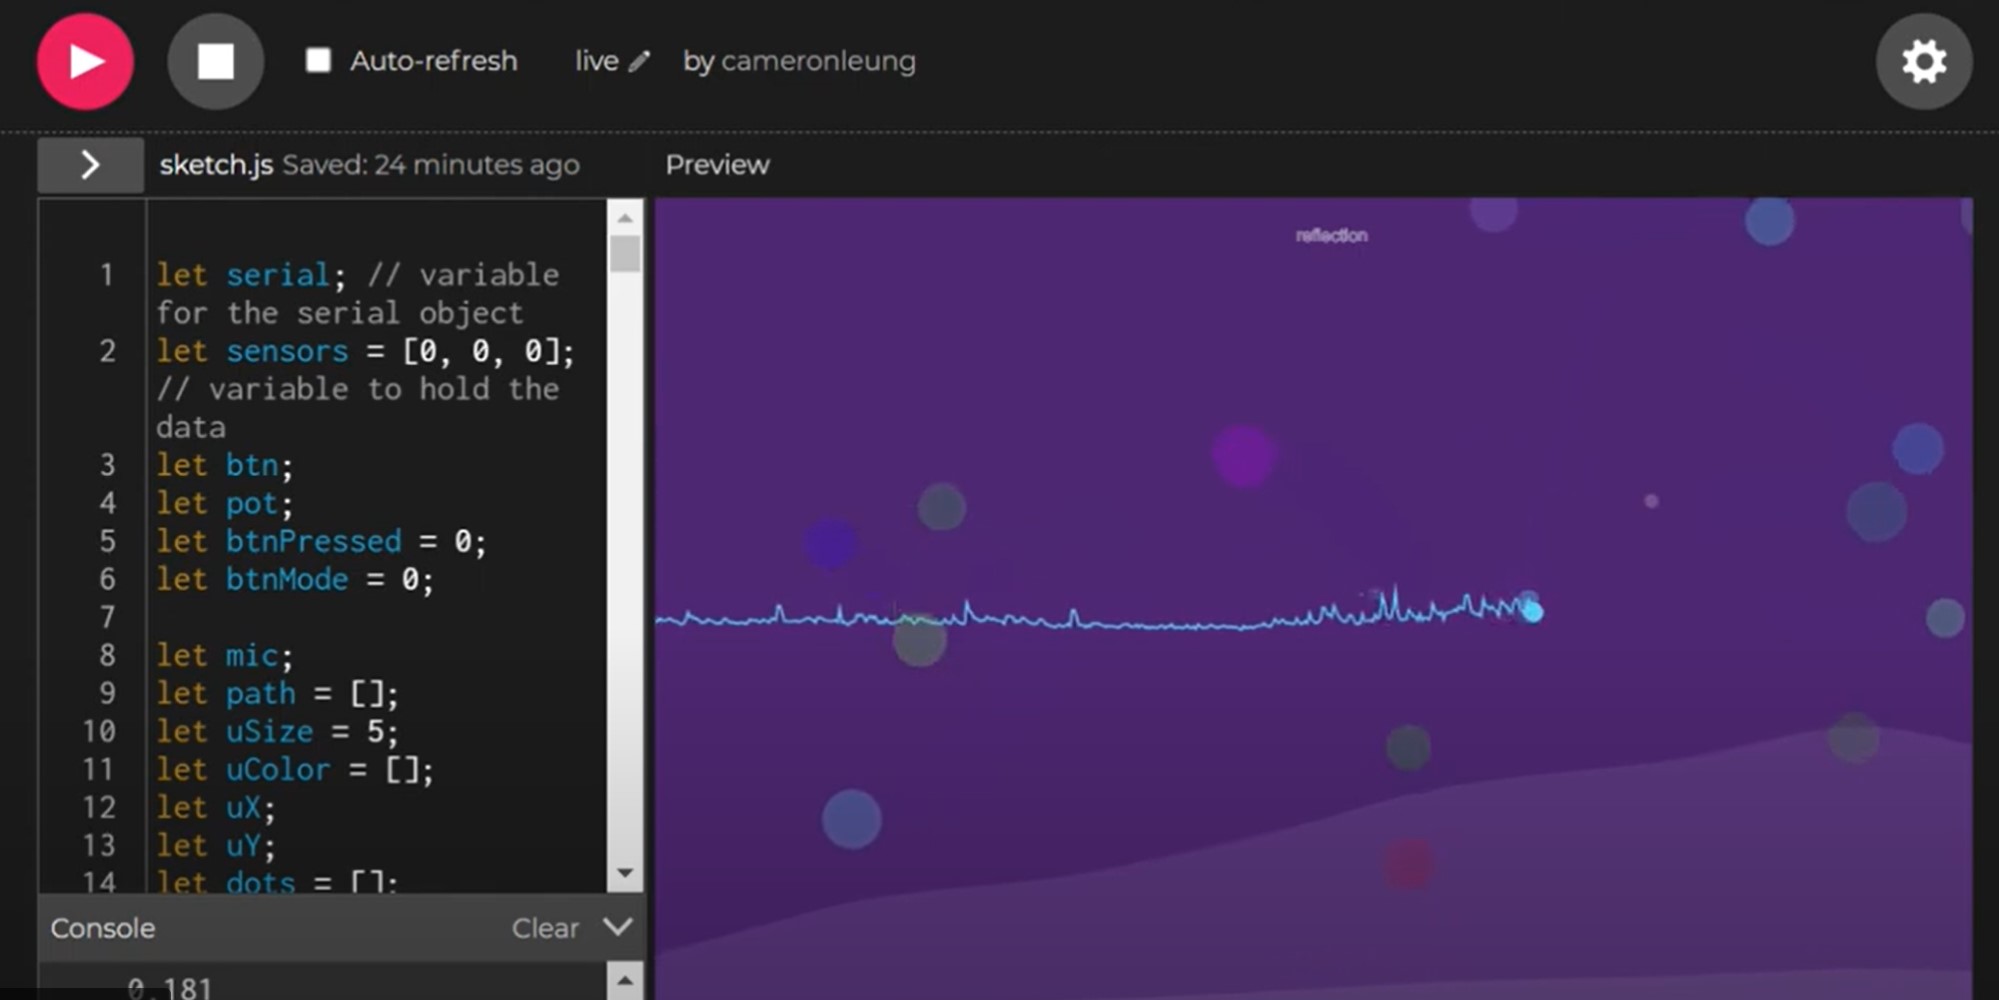 Auto-refresh live by cameronleung
sketch.js Saved: 24 minutes ago
Preview
reflection
1 let serial; // variable
for the serial object
2 let sensors = [0, 0, 0];
// variable to hold the
data
3 let btn;
4 let pot;
5 let btnPressed = 0;
6 let btnMode = 0;
7
8 let mic;
9 let path = [];
10 let uSize = 5;
11 let uColor = [];
12 let uX;
13 let uY;
14 let dots = [];
Console Clear
0.181